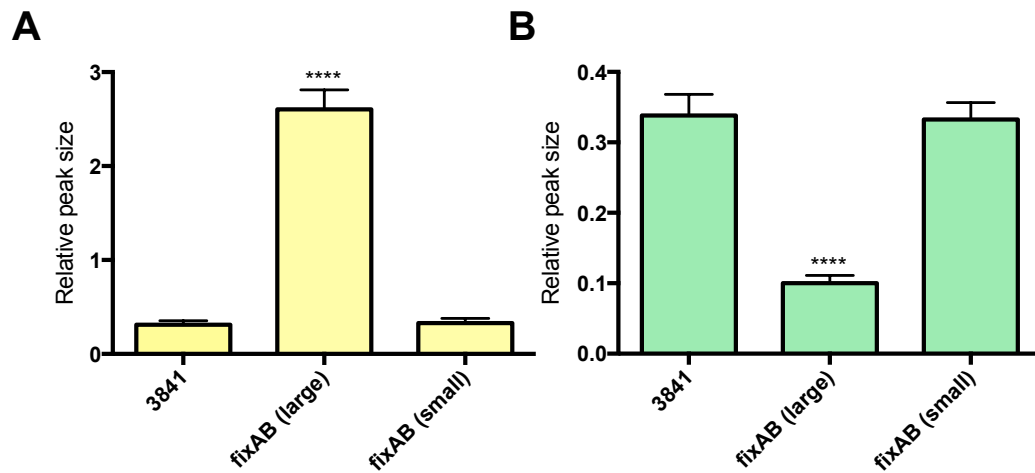 A
Relative peak size
3
2
1
0
****
3841
fixAB (large)
fixAB (small)
B
Relative peak size
0.4
0.3
0.2
0.1
0.0
****
3841
fixAB (large)
fixAB (small)